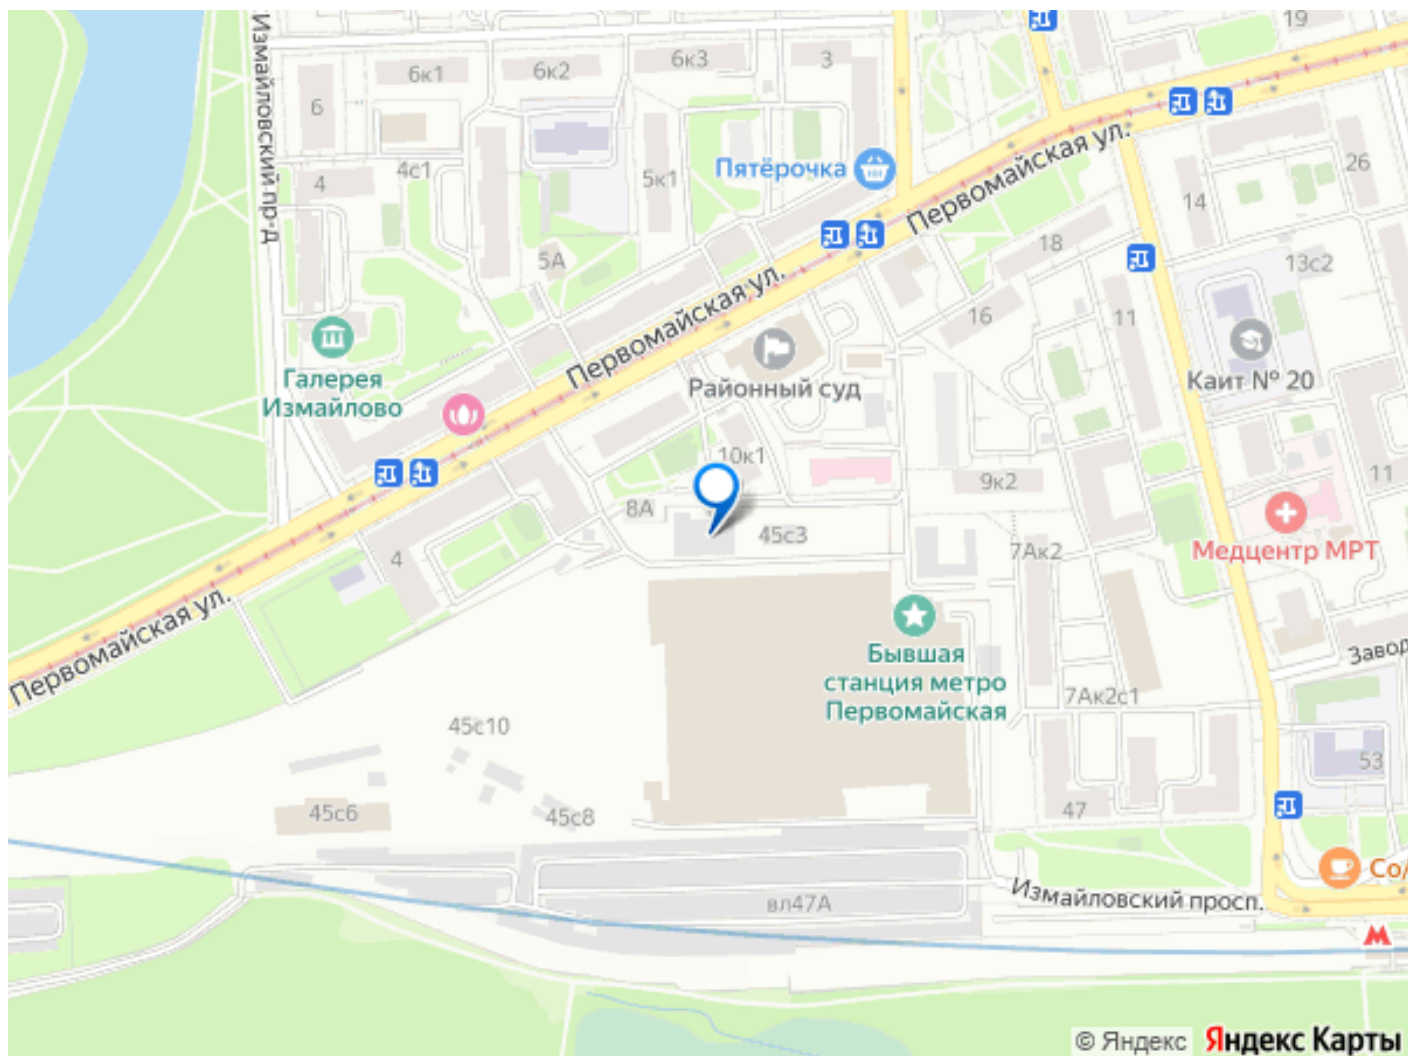 Измайловский пр-д
19
6к1
6к2
6к3
3
6
Первомайская ул.
Пятёрочка
4с1
4
5к1
26
14
18
5А
13с2
Первомайская ул.
16
11
Галерея
Измайлово
Районный суд
Каит № 20
10к1
11
9к2
8А
45с3
4
7Ак2
Медцентр МРТ
Первомайская ул.
Бывшая
станция метро
Первомайская
Завод
7Ак2с1
45с10
53
45с6
45с8
47
Со/
вл47А
Измайловский просп.
© Яндекс
Яндекс Карты